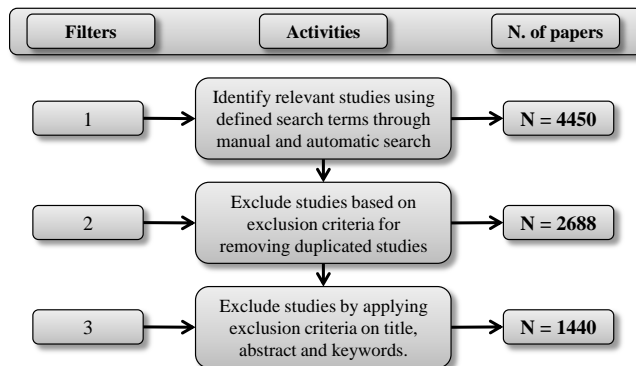 Filters Activities N. of papers
1
Identify relevant studies using
defined search terms through
manual and automatic search
N = 4450
2
Exclude studies based on
exclusion criteria for
removing duplicated studies
N = 2688
3
Exclude studies by applying
exclusion criteria on title,
abstract and keywords.
N = 1440